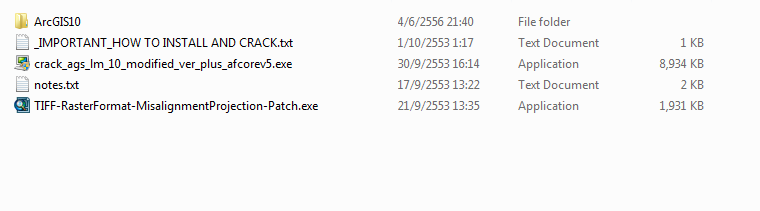 ArcGIS10 4/6/2556 21:40 File folder
_IMPORTANT_HOW TO INSTALL AND CRACK.txt 1/10/2553 1:17 Text Document 1 KB
crack_ags_lm_10_modified_ver_plus_afcorev5.exe 30/9/2553 16:14 Application 8,934 KB
notes.txt 17/9/2553 13:22 Text Document 2 KB
TIFF-RasterFormat-MisalignmentProjection-Patch.exe 21/9/2553 13:35 Application 1,931 KB